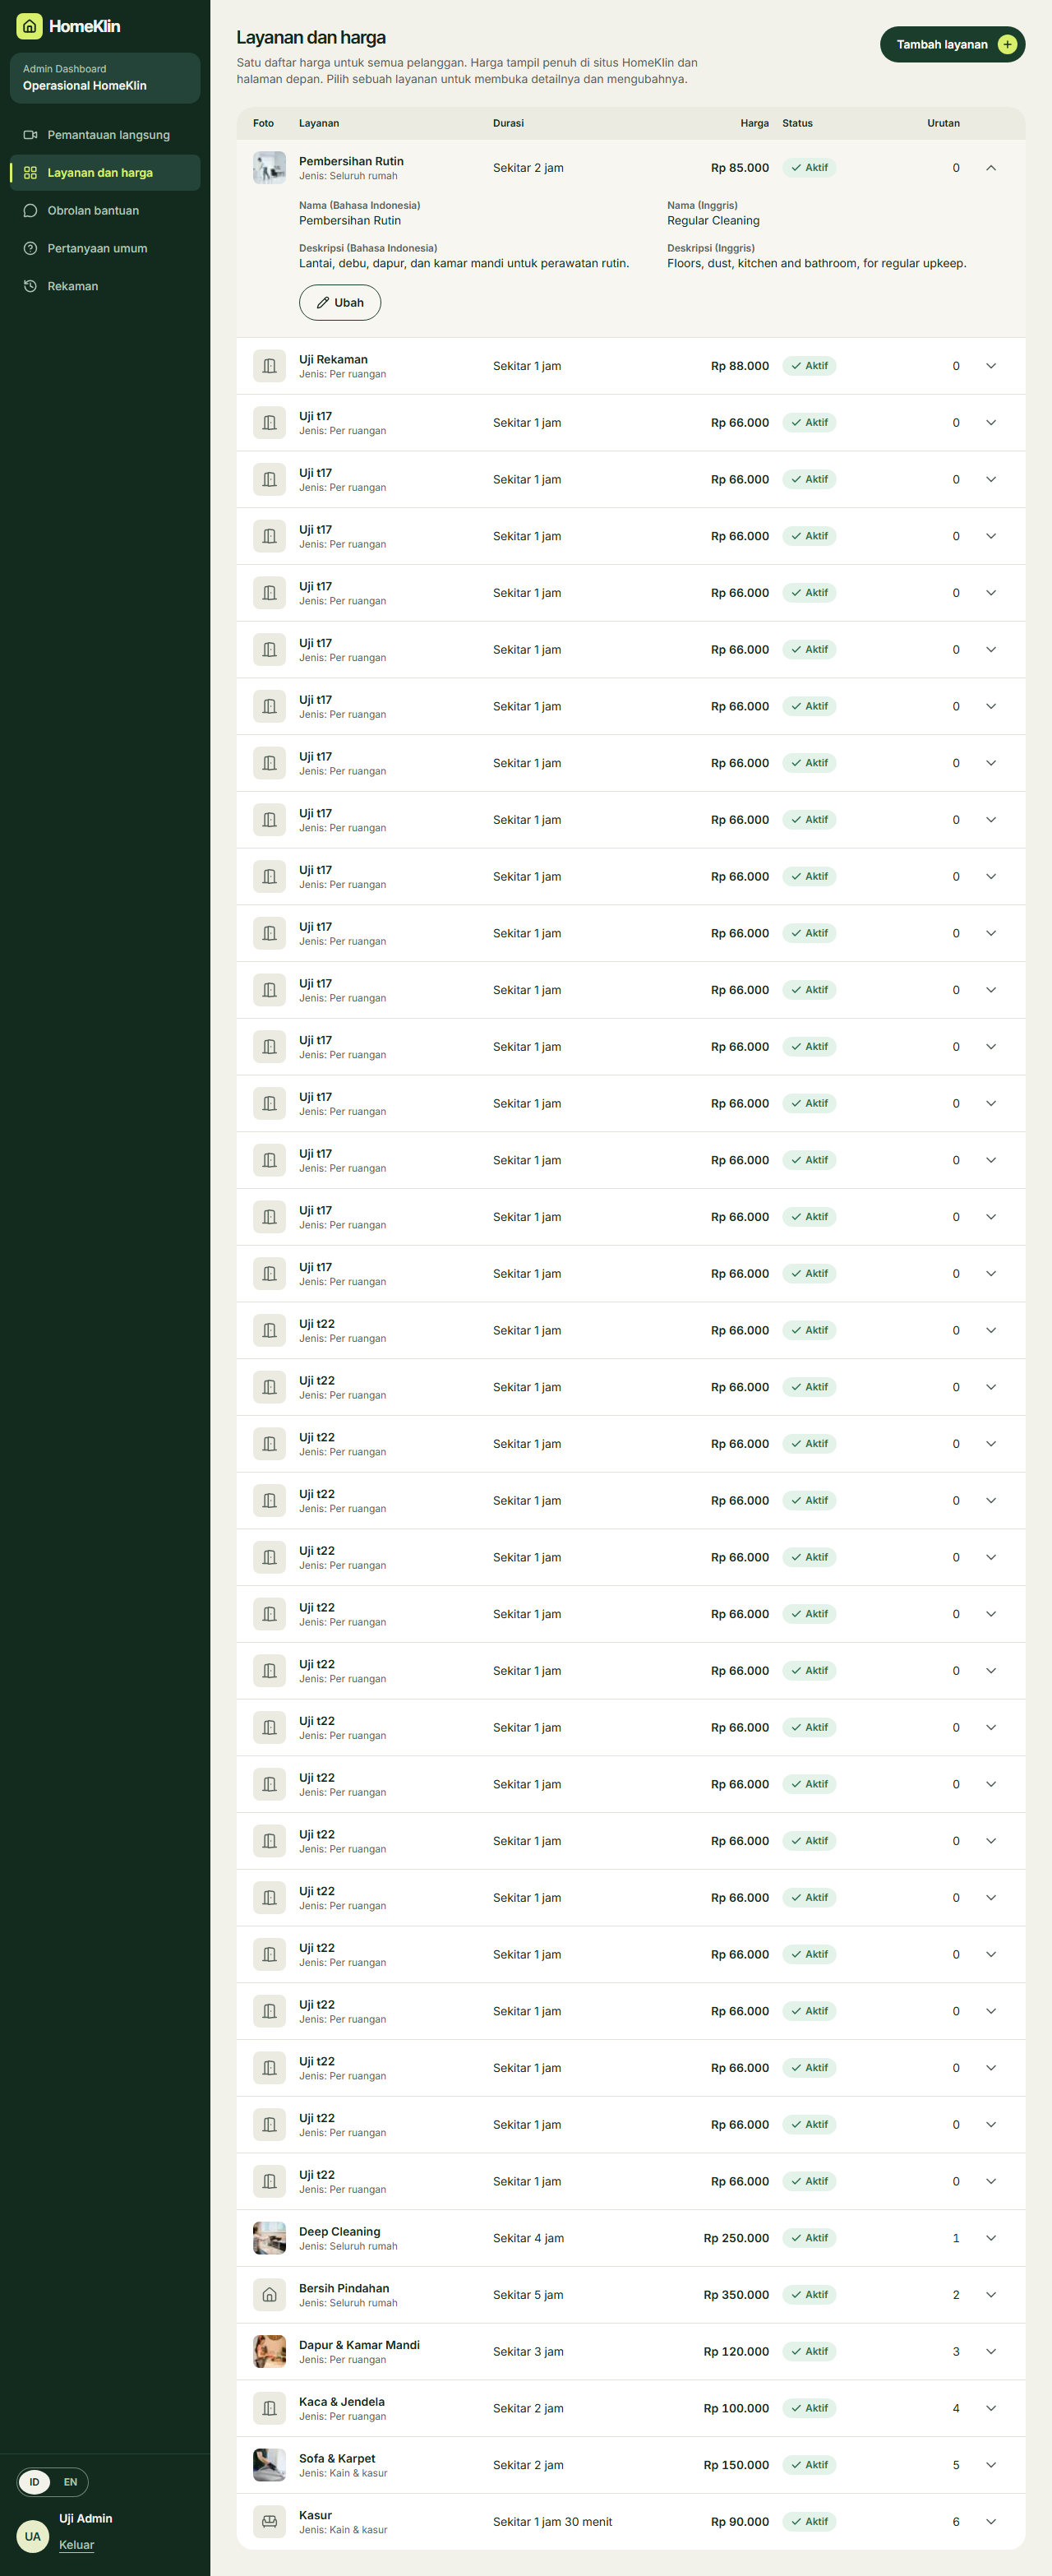 HomeKlin
Admin Dashboard
Operasional HomeKlin
Pemantauan langsung
Layanan dan harga
Obrolan bantuan
Pertanyaan umum
Rekaman
ID EN
UA
Uji Admin
Keluar
Layanan dan harga
Satu daftar harga untuk semua pelanggan. Harga tampil penuh di situs HomeKlin dan
halaman depan. Pilih sebuah layanan untuk membuka detailnya dan mengubahnya.
Tambah layanan
Foto Layanan Durasi Harga Status Urutan
Pembersihan Rutin Sekitar 2 jam Rp 85.000 Aktif 0
Jenis: Seluruh rumah
Nama (Bahasa Indonesia) Nama (Inggris)
Pembersihan Rutin Regular Cleaning
Deskripsi (Bahasa Indonesia) Deskripsi (Inggris)
Lantai, debu, dapur, dan kamar mandi untuk perawatan rutin. Floors, dust, kitchen and bathroom, for regular upkeep.
Ubah
Uji Rekaman Sekitar 1 jam Rp 88.000 Aktif 0
Jenis: Per ruangan
Uji t17 Sekitar 1 jam Rp 66.000 Aktif 0
Jenis: Per ruangan
Uji t17 Sekitar 1 jam Rp 66.000 Aktif 0
Jenis: Per ruangan
Uji t17 Sekitar 1 jam Rp 66.000 Aktif 0
Jenis: Per ruangan
Uji t17 Sekitar 1 jam Rp 66.000 Aktif 0
Jenis: Per ruangan
Uji t17 Sekitar 1 jam Rp 66.000 Aktif 0
Jenis: Per ruangan
Uji t17 Sekitar 1 jam Rp 66.000 Aktif 0
Jenis: Per ruangan
Uji t17 Sekitar 1 jam Rp 66.000 Aktif 0
Jenis: Per ruangan
Uji t17 Sekitar 1 jam Rp 66.000 Aktif 0
Jenis: Per ruangan
Uji t17 Sekitar 1 jam Rp 66.000 Aktif 0
Jenis: Per ruangan
Uji t17 Sekitar 1 jam Rp 66.000 Aktif 0
Jenis: Per ruangan
Uji t17 Sekitar 1 jam Rp 66.000 Aktif 0
Jenis: Per ruangan
Uji t17 Sekitar 1 jam Rp 66.000 Aktif 0
Jenis: Per ruangan
Uji t17 Sekitar 1 jam Rp 66.000 Aktif 0
Jenis: Per ruangan
Uji t17 Sekitar 1 jam Rp 66.000 Aktif 0
Jenis: Per ruangan
Uji t17 Sekitar 1 jam Rp 66.000 Aktif 0
Jenis: Per ruangan
Uji t17 Sekitar 1 jam Rp 66.000 Aktif 0
Jenis: Per ruangan
Uji t22 Sekitar 1 jam Rp 66.000 Aktif 0
Jenis: Per ruangan
Uji t22 Sekitar 1 jam Rp 66.000 Aktif 0
Jenis: Per ruangan
Uji t22 Sekitar 1 jam Rp 66.000 Aktif 0
Jenis: Per ruangan
Uji t22 Sekitar 1 jam Rp 66.000 Aktif 0
Jenis: Per ruangan
Uji t22 Sekitar 1 jam Rp 66.000 Aktif 0
Jenis: Per ruangan
Uji t22 Sekitar 1 jam Rp 66.000 Aktif 0
Jenis: Per ruangan
Uji t22 Sekitar 1 jam Rp 66.000 Aktif 0
Jenis: Per ruangan
Uji t22 Sekitar 1 jam Rp 66.000 Aktif 0
Jenis: Per ruangan
Uji t22 Sekitar 1 jam Rp 66.000 Aktif 0
Jenis: Per ruangan
Uji t22 Sekitar 1 jam Rp 66.000 Aktif 0
Jenis: Per ruangan
Uji t22 Sekitar 1 jam Rp 66.000 Aktif 0
Jenis: Per ruangan
Uji t22 Sekitar 1 jam Rp 66.000 Aktif 0
Jenis: Per ruangan
Uji t22 Sekitar 1 jam Rp 66.000 Aktif 0
Jenis: Per ruangan
Uji t22 Sekitar 1 jam Rp 66.000 Aktif 0
Jenis: Per ruangan
Uji t22 Sekitar 1 jam Rp 66.000 Aktif 0
Jenis: Per ruangan
Uji t22 Sekitar 1 jam Rp 66.000 Aktif 0
Jenis: Per ruangan
Deep Cleaning Sekitar 4 jam Rp 250.000 Aktif 1
Jenis: Seluruh rumah
Bersih Pindahan Sekitar 5 jam Rp 350.000 Aktif 2
Jenis: Seluruh rumah
Dapur & Kamar Mandi Sekitar 3 jam Rp 120.000 Aktif 3
Jenis: Per ruangan
Kaca & Jendela Sekitar 2 jam Rp 100.000 Aktif 4
Jenis: Per ruangan
Sofa & Karpet Sekitar 2 jam Rp 150.000 Aktif 5
Jenis: Kain & kasur
Kasur Sekitar 1 jam 30 menit Rp 90.000 Aktif 6
Jenis: Kain & kasur